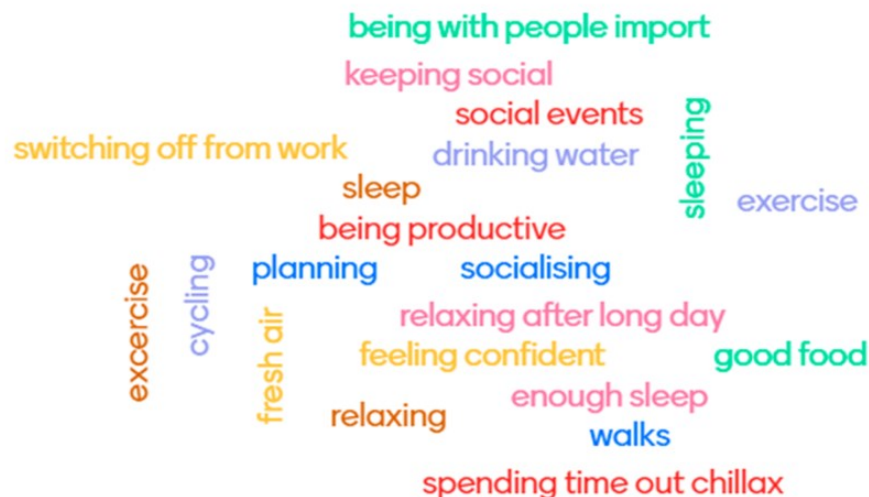 being with people import
keeping social
social events
sleeping
switching off from work
drinking water
sleep
exercise
being productive
excercise
cycling
planning
socialising
fresh air
relaxing after long day
feeling confident
good food
enough sleep
relaxing
walks
spending time out chillax